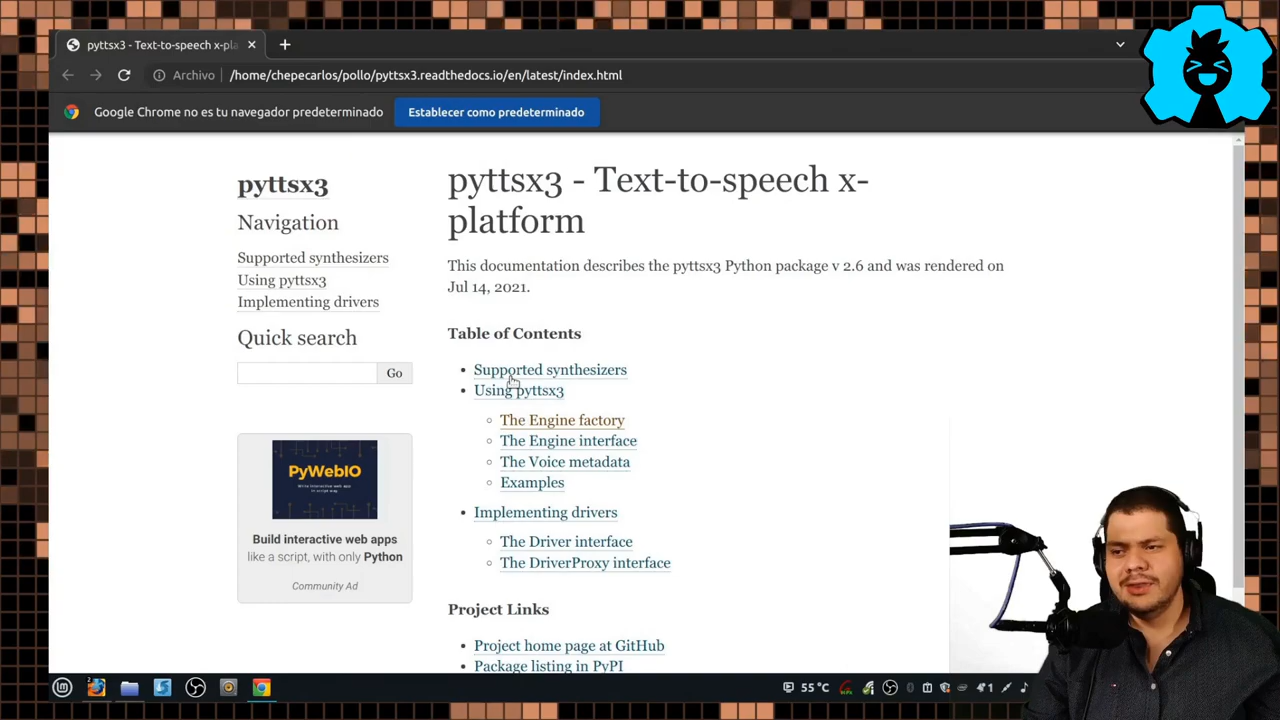 pyttsx3 - Text-to-speech x-pla
Archivo
/home/chepecarlos/pollo/pyttsx3.readthedocs.io/en/latest/index.html
Google Chrome no es tu navegador predeterminado
Establecer como predeterminado
pyttsx3
Navigation
Supported synthesizers
Using pyttsx3
Implementing drivers
Quick search
Go
PyWebIO
Build interactive web apps
like a script, with only Python
Community Ad
pyttsx3 - Text-to-speech x-
platform
This documentation describes the pyttsx3 Python package v 2.6 and was rendered on
Jul 14, 2021.
Table of Contents
Supported synthesizers
Using pyttsx3
The Engine factory
The Engine interface
The Voice metadata
Examples
Implementing drivers
The Driver interface
The DriverProxy interface
Project Links
Project home page at GitHub
Package listing in PyPI
55 °C